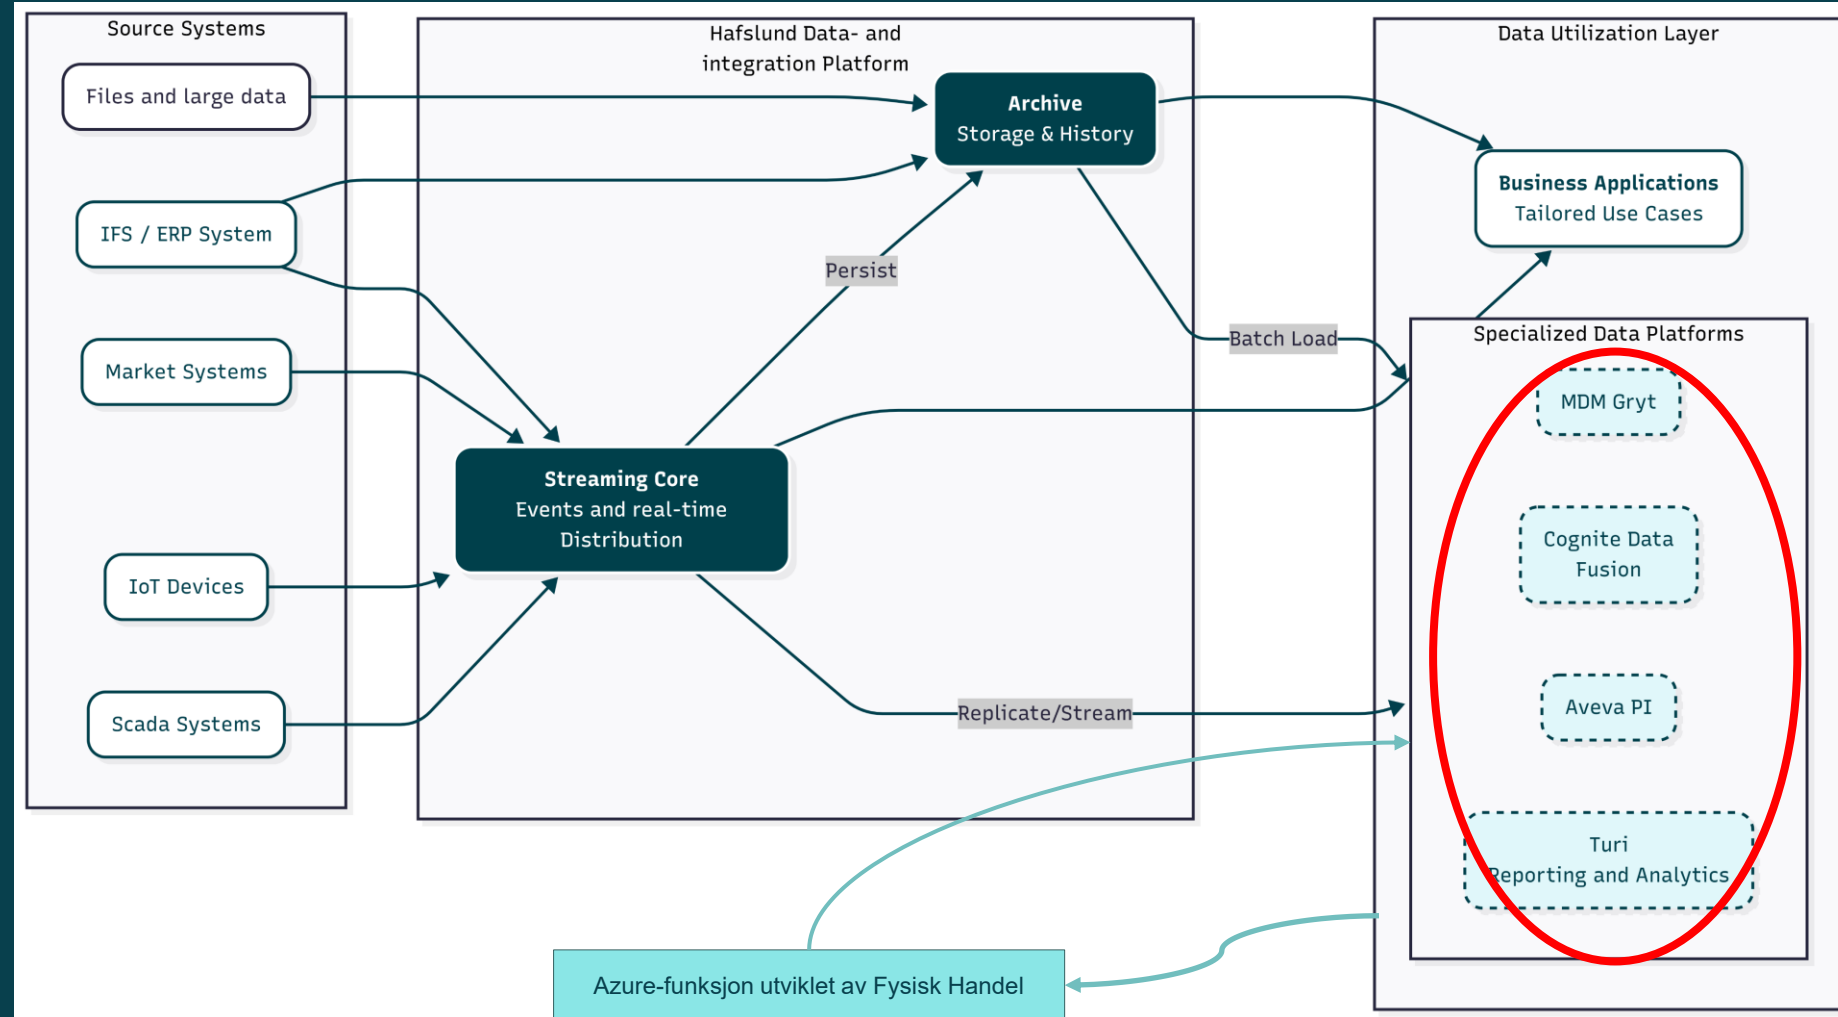 Source Systems
Files and large data
IFS / ERP System
Market Systems
IoT Devices
Scada Systems
Hafslund Data- and
integration Platform
Archive
Storage & History
Persist
Streaming Core
Events and real-time
Distribution
Batch Load
Replicate/Stream
Data Utilization Layer
Business Applications
Tailored Use Cases
Specialized Data Platforms
MDM Gryt
Cognite Data
Fusion
Aveva PI
Turi
Reporting and Analytics
Azure-funksjon utviklet av Fysisk Handel